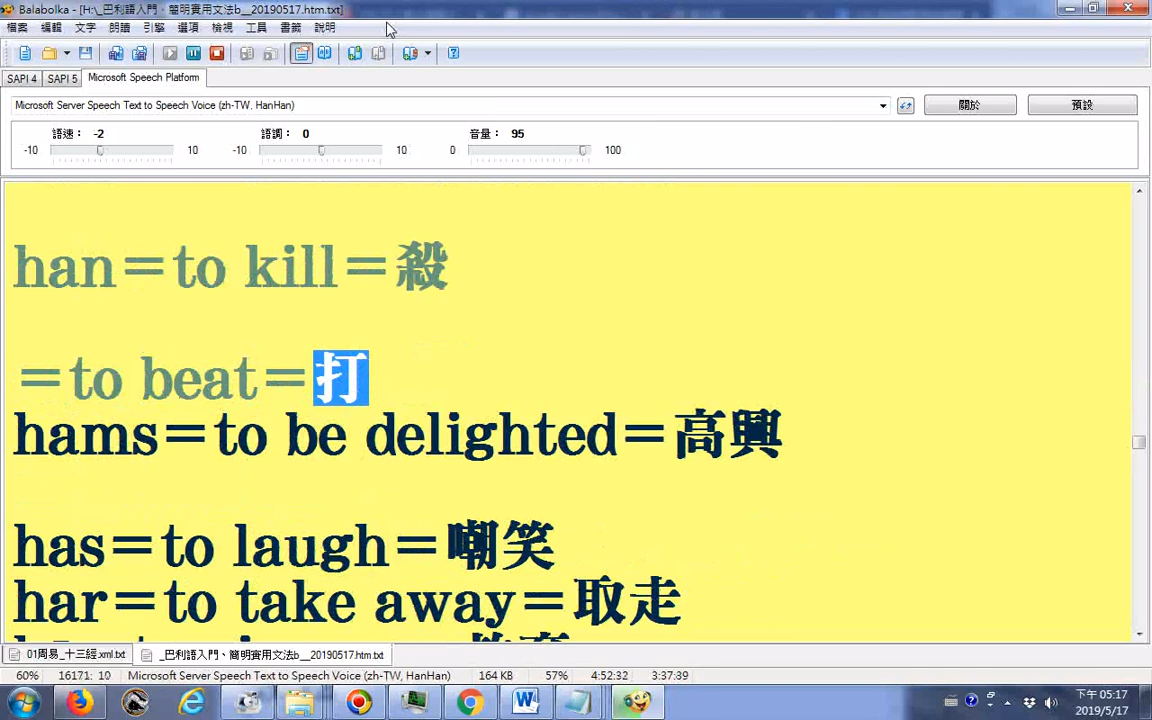 Balabolka - [H:\_巴利語入門、簡明實用文法b__20190517.htm.txt]
檔案 編輯 文字 朗讀 引擎 選項 檢視 工具 書籤 說明
SAPI 4 SAPI 5 Microsoft Speech Platform
Microsoft Server Speech Text to Speech Voice (zh-TW, HanHan) 關於 預設
語速： -2 語調： 0 音量： 95
-10 10 -10 10 0 100
han＝to kill＝殺
＝to beat＝打
hams＝to be delighted＝高興
has＝to laugh＝嘲笑
har＝to take away＝取走
01周易_十三經.xml.txt _巴利語入門、簡明實用文法b__20190517.htm.txt
60% 16171: 10 Microsoft Server Speech Text to Speech Voice (zh-TW, HanHan) 164 KB 57% 4:52:32 3:37:39
下午 05:17
2019/5/17